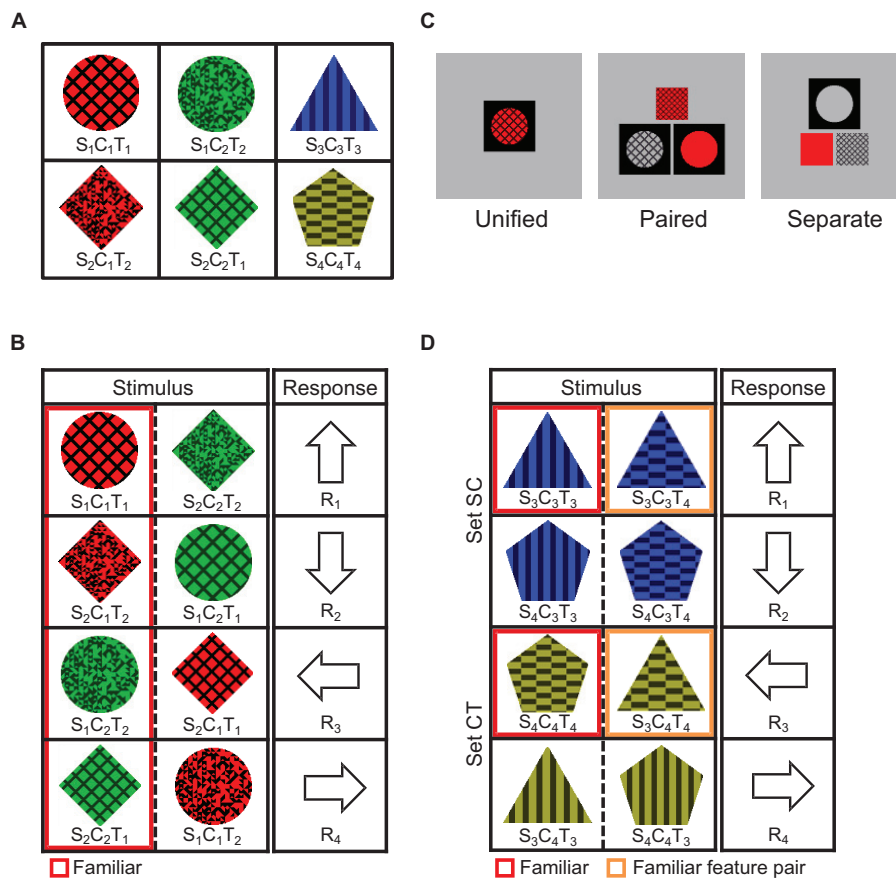 A
S₁C₁T₁ S₁C₂T₂ S₃C₃T₃
S₂C₁T₂ S₂C₂T₁ S₄C₄T₄
C
Unified Paired Separate
B
Stimulus Response
S₁C₁T₁ S₂C₂T₂ R₁
S₂C₁T₂ S₁C₂T₁ R₂
S₁C₂T₂ S₂C₁T₁ R₃
S₂C₂T₁ S₁C₁T₂ R₄
Familiar
D
Stimulus Response
Set SC
S₃C₃T₃ S₃C₃T₄ R₁
S₄C₃T₃ S₄C₃T₄ R₂
Set CT
S₄C₄T₄ S₃C₄T₄ R₃
S₃C₄T₃ S₄C₄T₃ R₄
Familiar Familiar feature pair